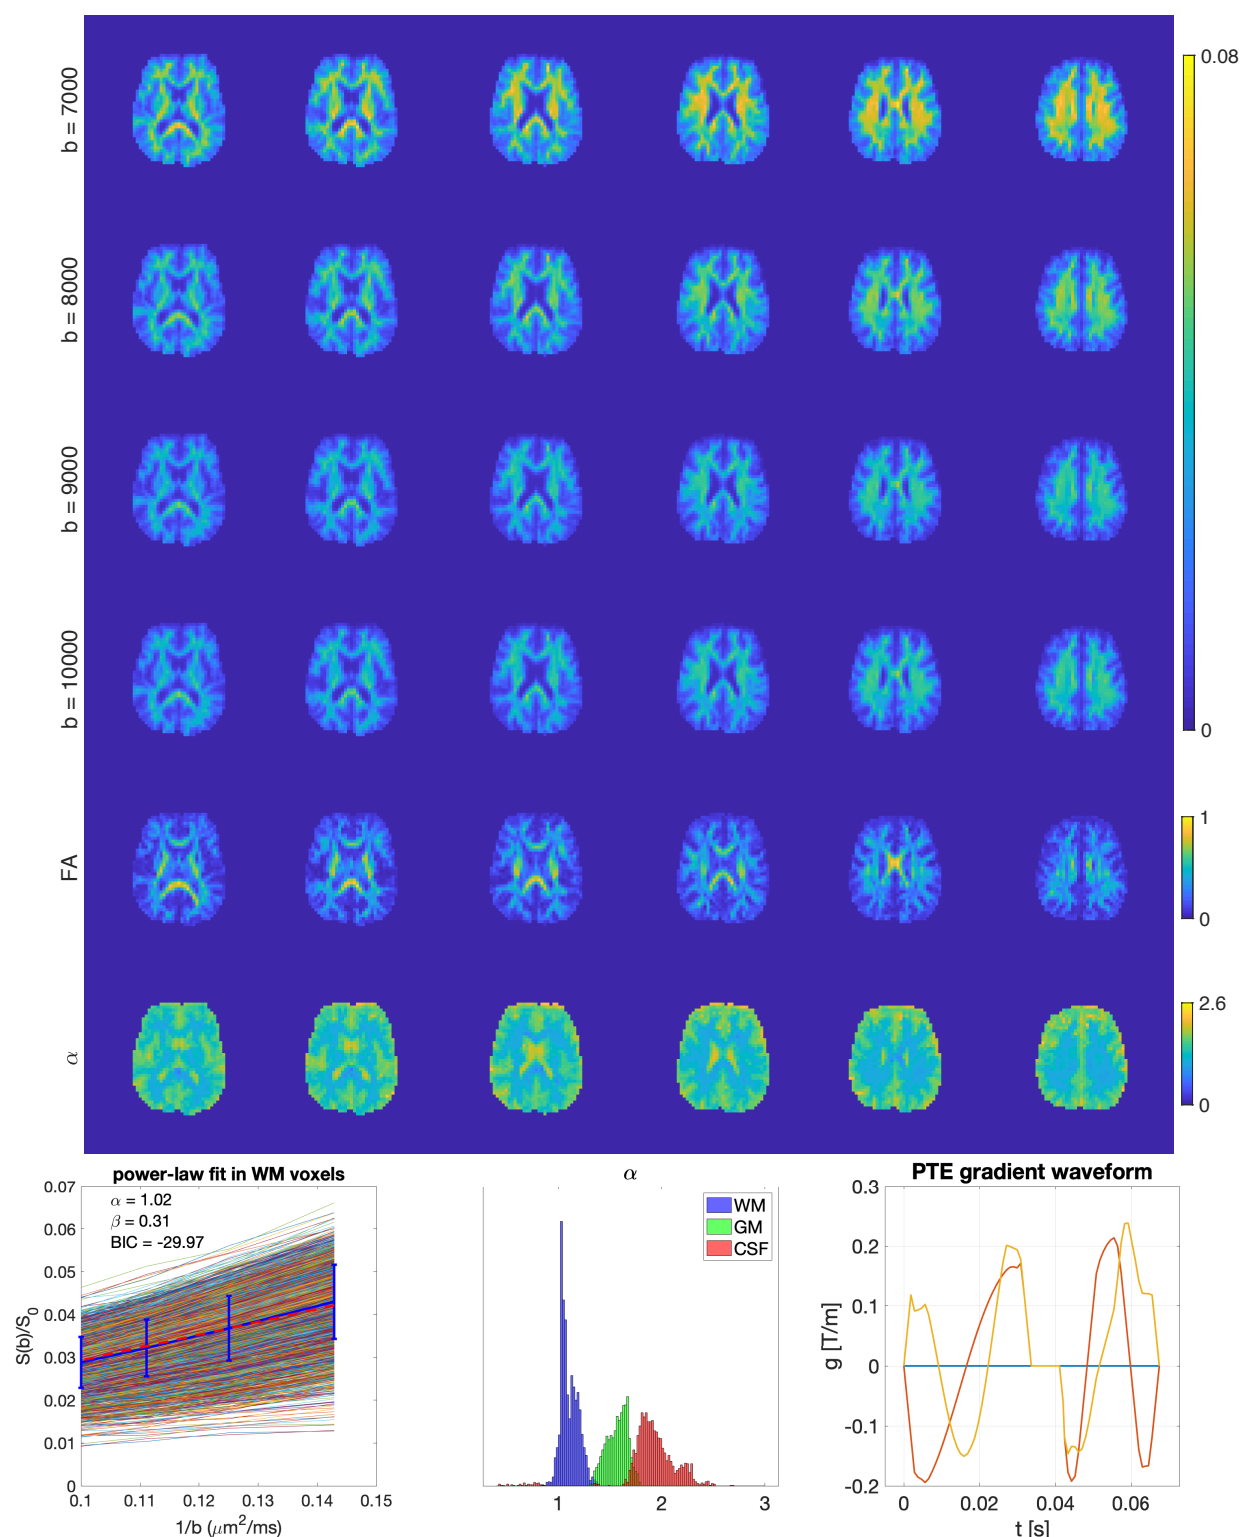 b = 7000
0.08
b = 8000
b = 9000
b = 10000
0
FA
1
0
α
2.6
0
power-law fit in WM voxels
α = 1.02
β = 0.31
BIC = -29.97
S(b)/S₀
0.07
0.06
0.05
0.04
0.03
0.02
0.01
0
0.1 0.11 0.12 0.13 0.14 0.15
1/b (μm²/ms)
α
WM
GM
CSF
1 2 3
PTE gradient waveform
g [T/m]
0.3
0.2
0.1
0
-0.1
-0.2
0 0.02 0.04 0.06
t [s]